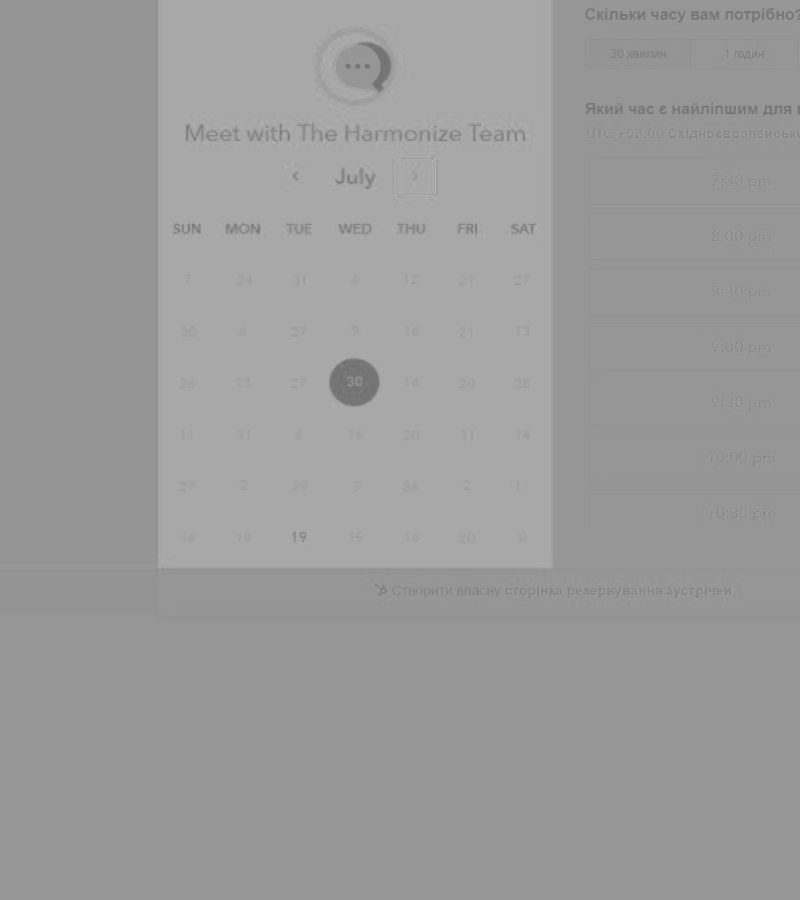 Meet with The Harmonize Team
‹ July ›
SUN MON TUE WED THU FRI SAT
7 24 31 4 12 21 27
30 6 27 9 16 21 13
26 13 27 30 14 20 28
11 31 4 16 20 31 14
27 2 29 3 26 2 11
16 19 19 15 16 20 8
Скільки часу вам потрібно?
30 хвилин 1 годин
Який час є найліпшим для
UTC +03:00
7:30 pm
8:00 pm
8:30 pm
9:00 pm
9:30 pm
10:00 pm
10:30 pm
Створити власну сторінка резервування зустрічей